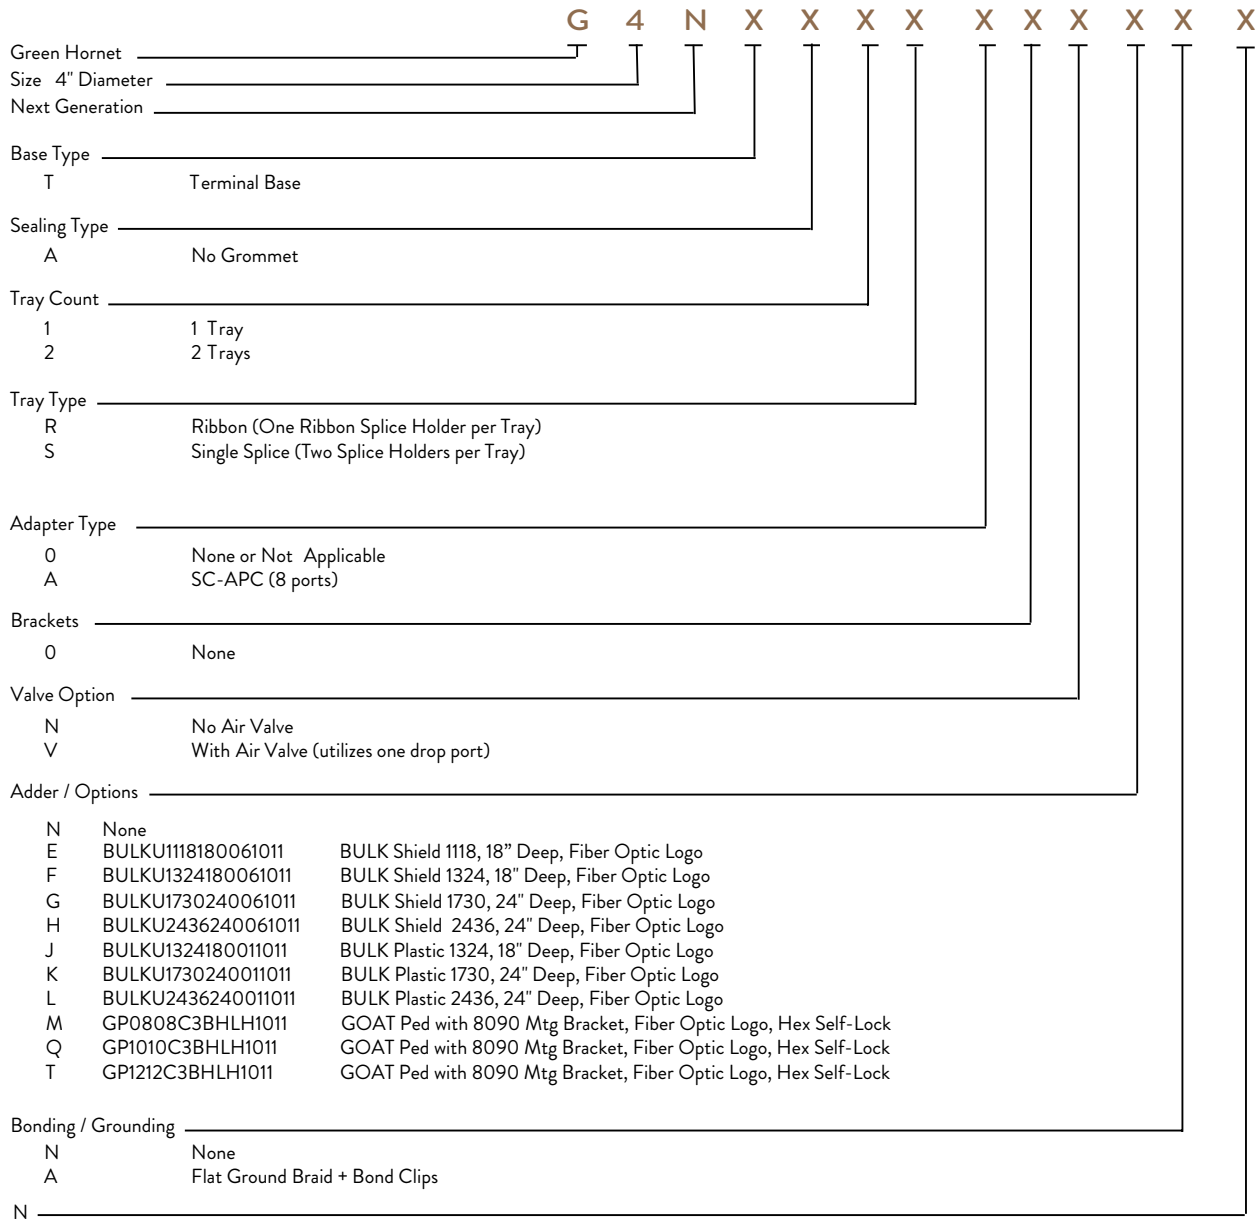 G 4 N X X X X X X X X X X
Green Hornet
Size 4" Diameter
Next Generation
Base Type
T Terminal Base
Sealing Type
A No Grommet
Tray Count
1 1 Tray
2 2 Trays
Tray Type
R Ribbon (One Ribbon Splice Holder per Tray)
S Single Splice (Two Splice Holders per Tray)
Adapter Type
0 None or Not Applicable
A SC-APC (8 ports)
Brackets
0 None
Valve Option
N No Air Valve
V With Air Valve (utilizes one drop port)
Adder / Options
N None
E BULKU1118180061011 BULK Shield 1118, 18” Deep, Fiber Optic Logo
F BULKU1324180061011 BULK Shield 1324, 18" Deep, Fiber Optic Logo
G BULKU1730240061011 BULK Shield 1730, 24" Deep, Fiber Optic Logo
H BULKU2436240061011 BULK Shield 2436, 24" Deep, Fiber Optic Logo
J BULKU1324180011011 BULK Plastic 1324, 18" Deep, Fiber Optic Logo
K BULKU1730240011011 BULK Plastic 1730, 24" Deep, Fiber Optic Logo
L BULKU2436240011011 BULK Plastic 2436, 24" Deep, Fiber Optic Logo
M GP0808C3BHLH1011 GOAT Ped with 8090 Mtg Bracket, Fiber Optic Logo, Hex Self-Lock
Q GP1010C3BHLH1011 GOAT Ped with 8090 Mtg Bracket, Fiber Optic Logo, Hex Self-Lock
T GP1212C3BHLH1011 GOAT Ped with 8090 Mtg Bracket, Fiber Optic Logo, Hex Self-Lock
Bonding / Grounding
N None
A Flat Ground Braid + Bond Clips
N